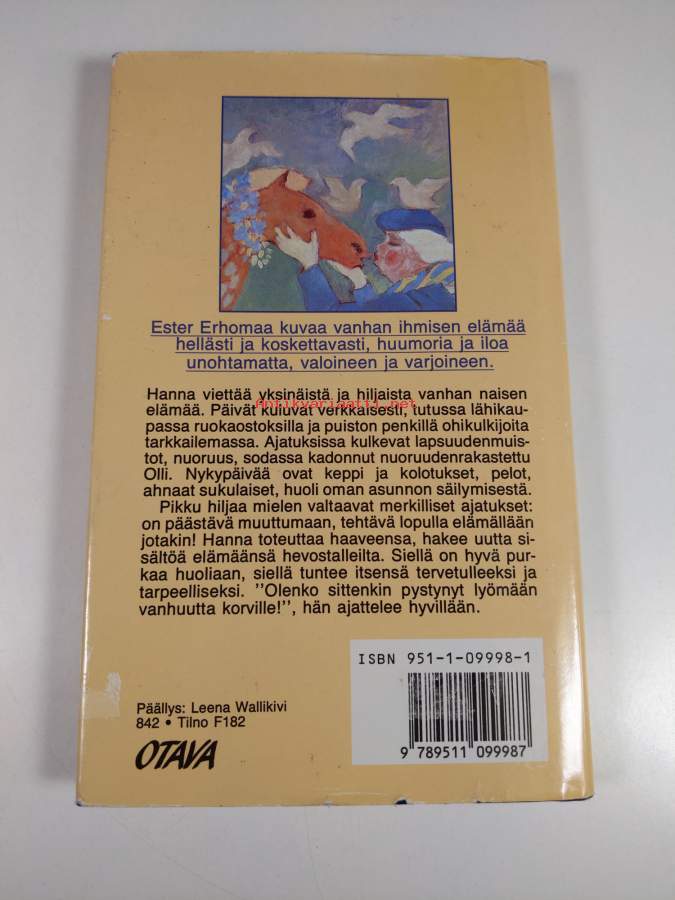 Ester Erhomaa kuvaa vanhan ihmisen elämää
hellästi ja koskettavasti, huumoria ja iloa
unohtamatta, valoineen ja varjoineen.
Hanna viettää yksinäistä ja hiljaista vanhan naisen
elämää. Päivät kuluvat verkkaisesti, tutussa lähikau-
antikvariaatti.net
passa ruokaostoksilla ja puiston penkillä ohikulkijoita
tarkkailemassa. Ajatuksissa kulkevat lapsuudenmuis-
tot, nuoruus, sodassa kadonnut nuoruudenrakastettu
Olli. Nykypäivää ovat keppi ja kolotukset, pelot,
ahnaat sukulaiset, huoli oman asunnon säilymisestä.
Pikku hiljaa mielen valtaavat merkilliset ajatukset:
on päästävä muuttumaan, tehtävä lopulla elämällään
jotakin! Hanna toteuttaa haaveensa, hakee uutta si-
sältöä elämäänsä hevostalleilta. Siellä on hyvä pur-
kaa huoliaan, siellä tuntee itsensä tervetulleeksi ja
tarpeelliseksi. ''Olenko sittenkin pystynyt lyömään
vanhuutta korville!'', hän ajattelee hyvillään.
ISBN 951-1-09998-1
9 789511 099987
Päällys: Leena Wallikivi
842 • Tilno F182
OTAVA